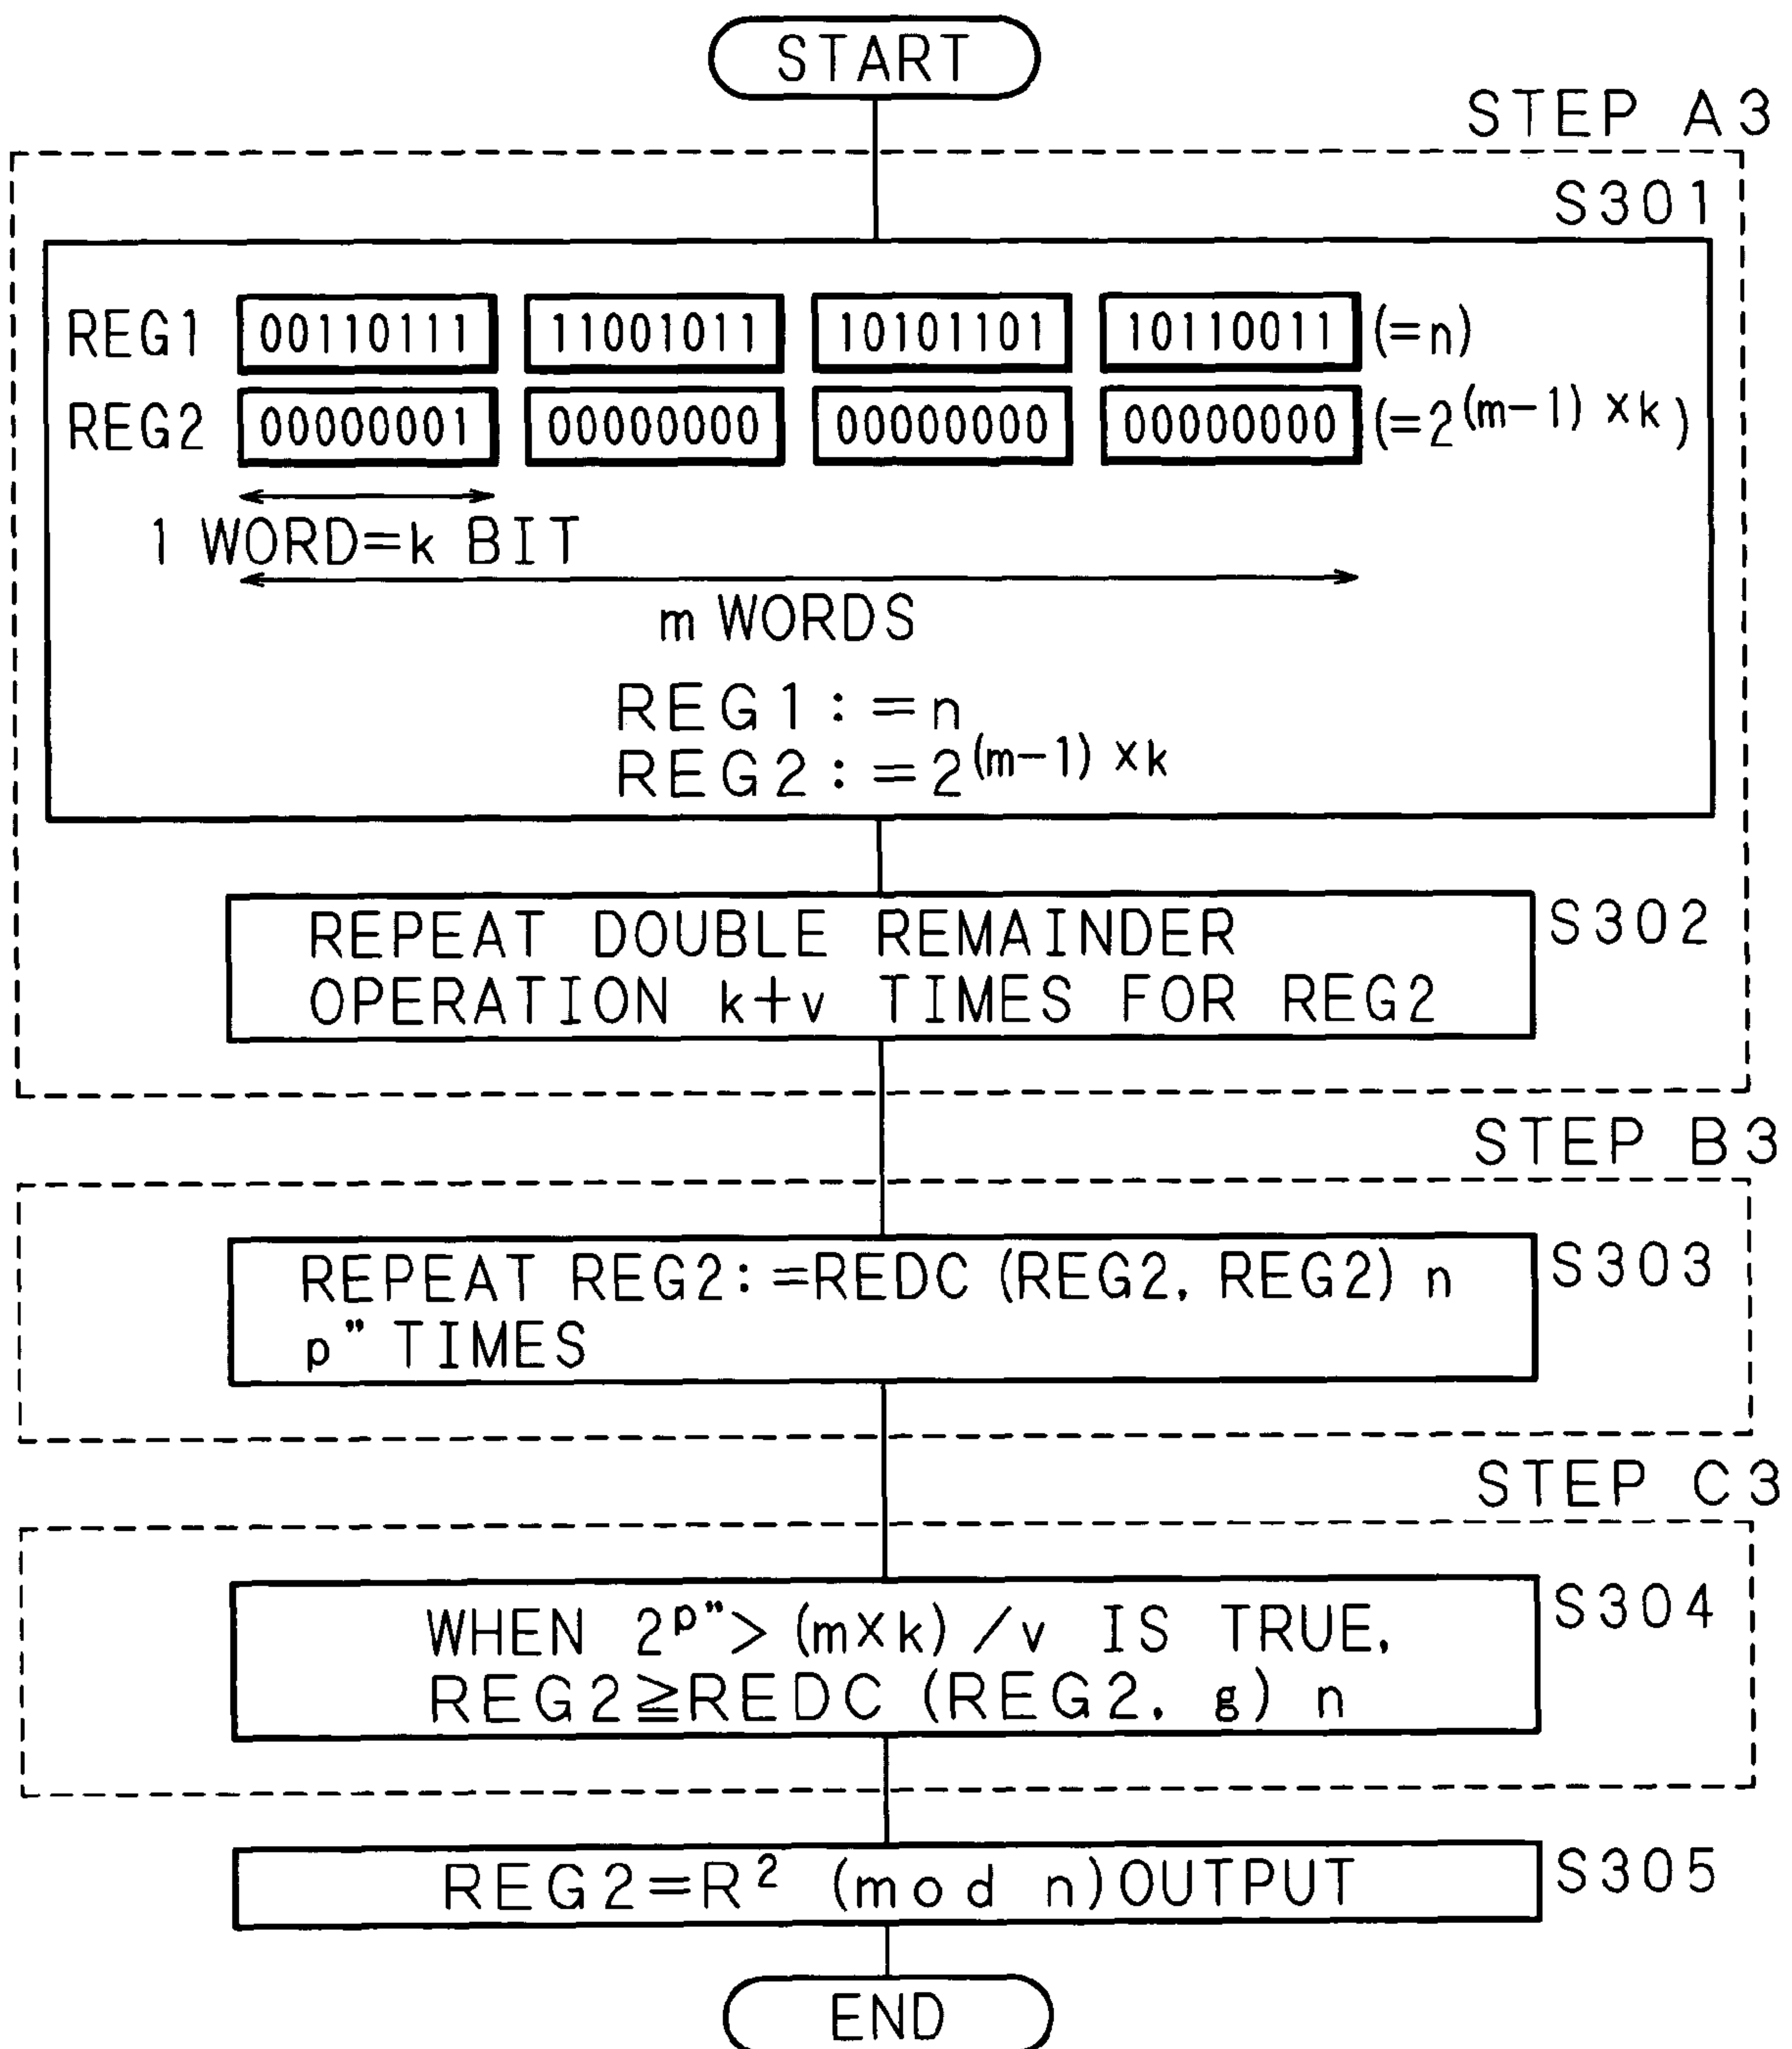 START
STEP A3
S301
REG1 00110111 11001011 10101101 10110011 (=n)
REG2 00000001 00000000 00000000 00000000 (=2^(m-1)×k)
1 WORD=k BIT
m WORDS
REG1:=n
REG2:=2^(m-1)×k
REPEAT DOUBLE REMAINDER
OPERATION k+v TIMES FOR REG2
S302
STEP B3
REPEAT REG2:=REDC (REG2. REG2) n
p" TIMES
S303
STEP C3
WHEN 2^p" > (m×k) /v IS TRUE.
REG2≧REDC (REG2. g) n
S304
REG2=R² (mod n)OUTPUT
S305
END